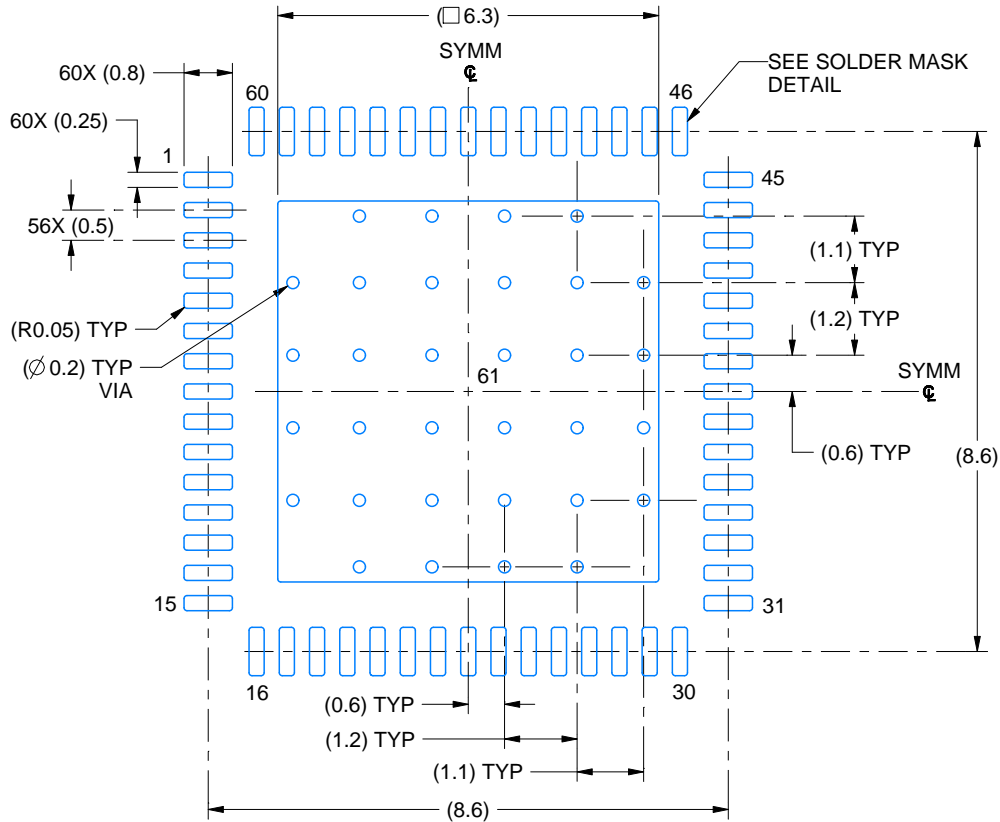 (□ 6.3)
SYMM
℄
60X (0.8)
SEE SOLDER MASK
DETAIL
60
46
60X (0.25)
1
45
56X (0.5)
(1.1) TYP
(1.2) TYP
(R0.05) TYP
(∅ 0.2) TYP
VIA
61
SYMM
℄
(0.6) TYP
(8.6)
15
31
16
30
(0.6) TYP
(1.2) TYP
(1.1) TYP
(8.6)